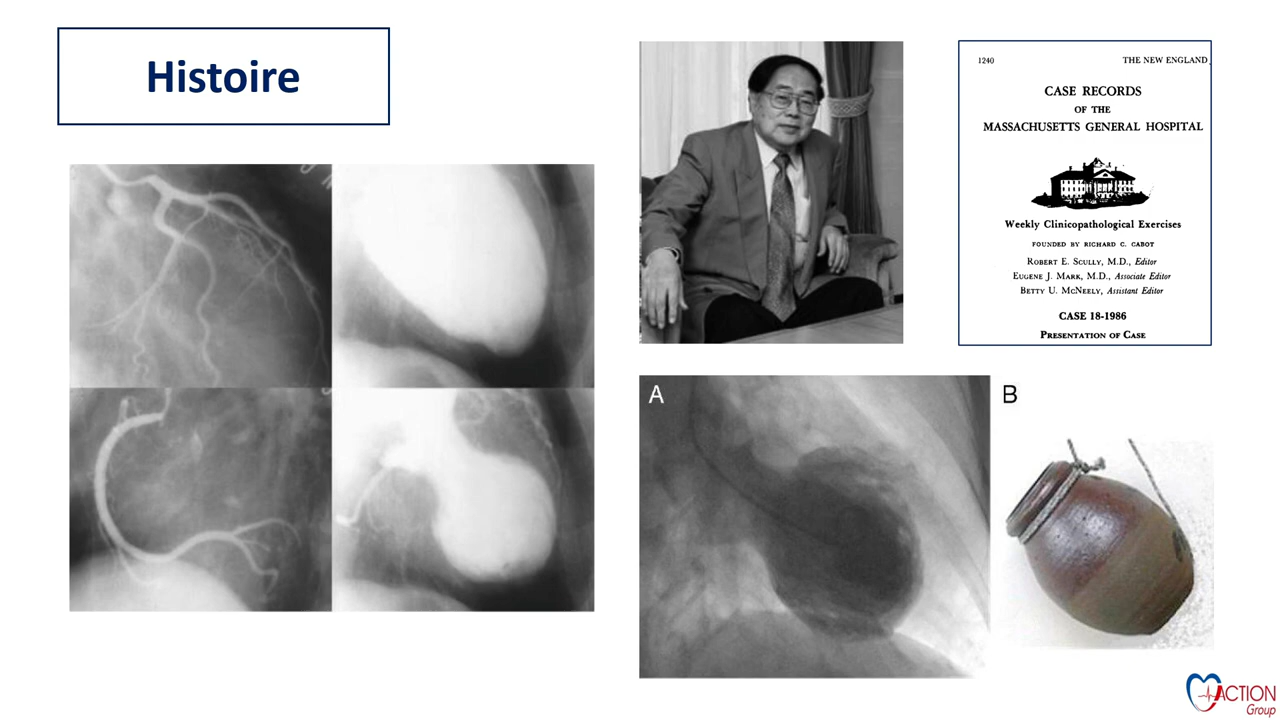 Histoire
1240 THE NEW ENGLAND
CASE RECORDS
OF THE
MASSACHUSETTS GENERAL HOSPITAL
Weekly Clinicopathological Exercises
FOUNDED BY RICHARD C. CABOT
ROBERT E. SCULLY, M.D., Editor
EUGENE J. MARK, M.D., Associate Editor
BETTY U. MCNEELY, Assistant Editor
CASE 18-1986
PRESENTATION OF CASE
A
B
ACTION
Group